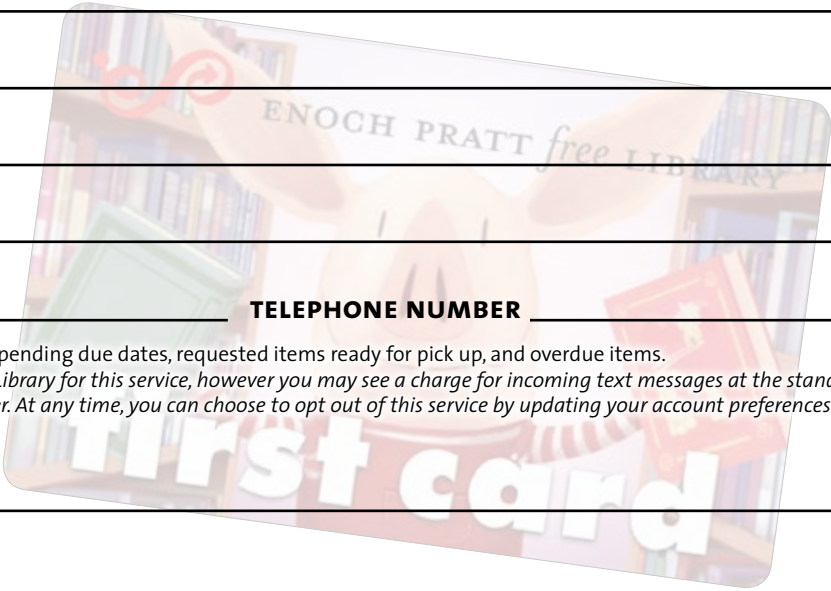 ENOCH PRATT free LIBRARY
TELEPHONE NUMBER
pending due dates, requested items ready for pick up, and overdue items.
Library for this service, however you may see a charge for incoming text messages at the stand
r. At any time, you can choose to opt out of this service by updating your account preferences
first card